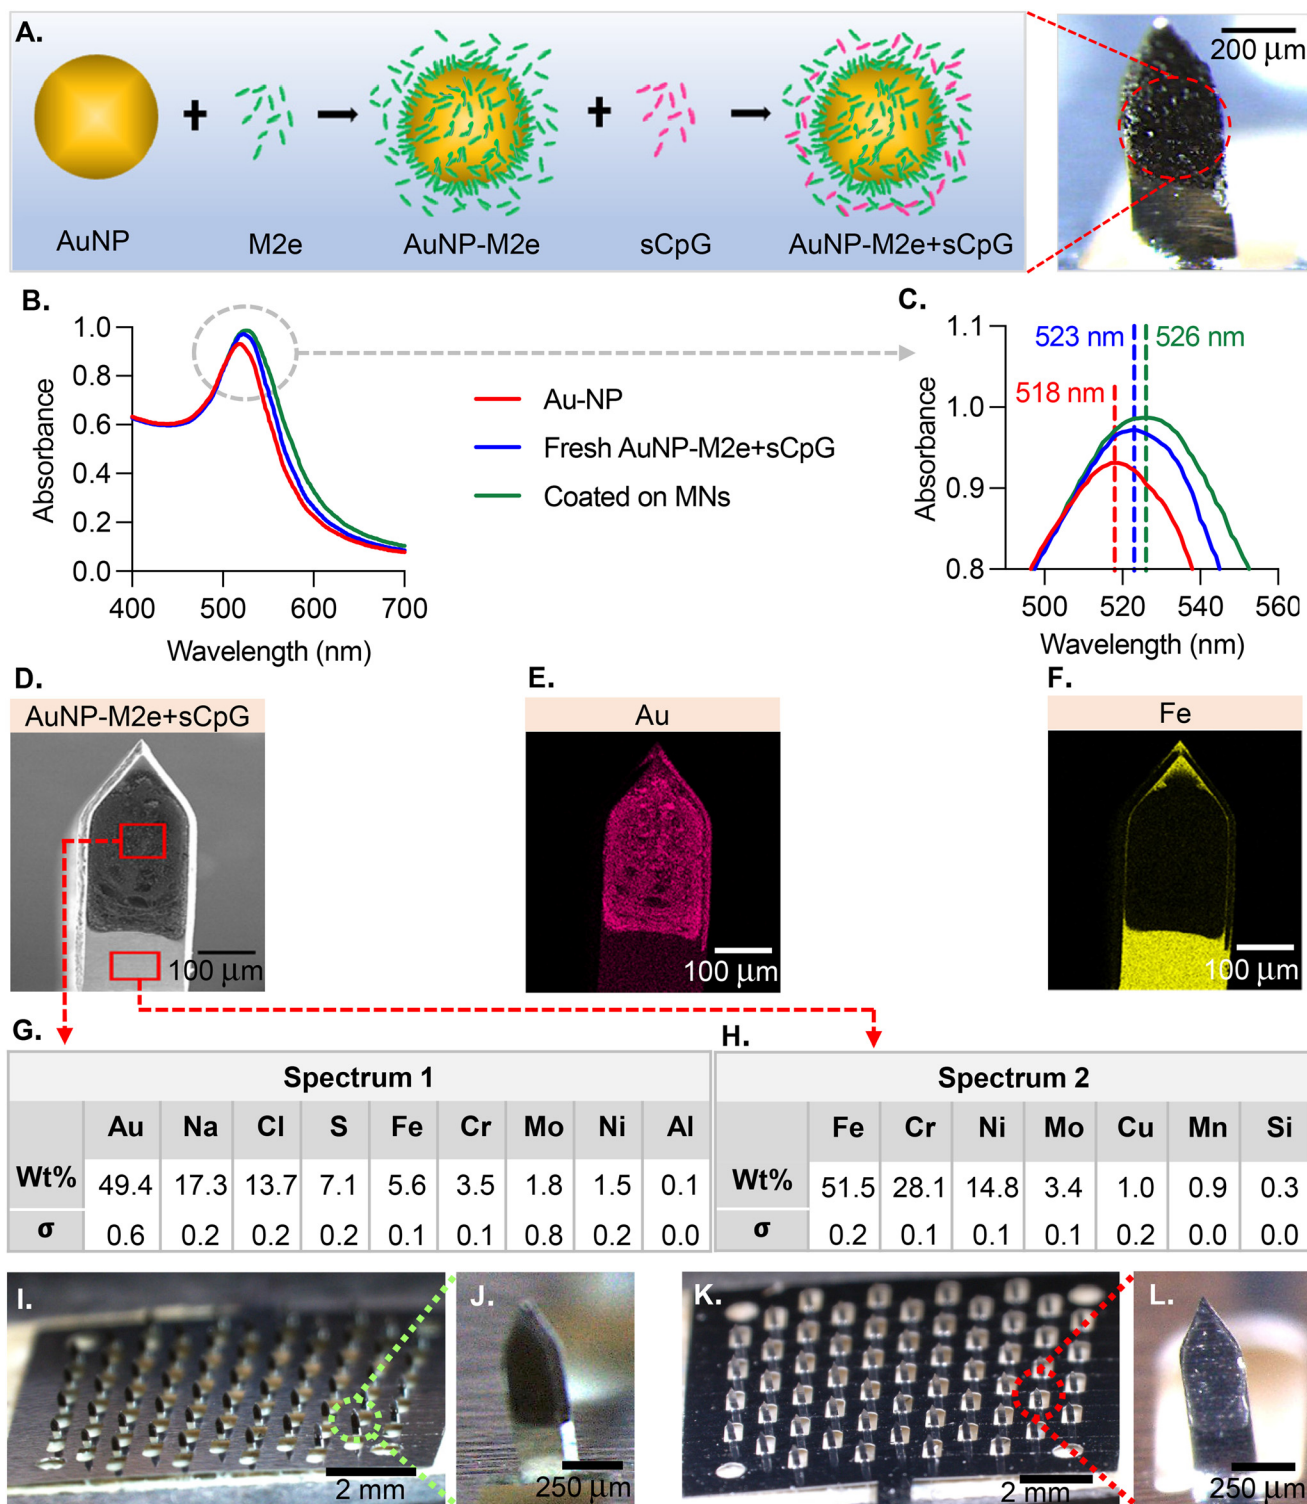 A.
200 μm
AuNP
M2e
AuNP-M2e
sCpG
AuNP-M2e+sCpG
B.
1.0
0.8
0.6
0.4
0.2
0.0
400 500 600 700
Absorbance
Wavelength (nm)
Au-NP
Fresh AuNP-M2e+sCpG
Coated on MNs
C.
523 nm 526 nm
518 nm
1.1
1.0
0.9
0.8
500 520 540 560
Absorbance
Wavelength (nm)
D.
AuNP-M2e+sCpG
100 μm
E.
Au
100 μm
F.
Fe
100 μm
G.
Spectrum 1
Au Na Cl S Fe Cr Mo Ni Al
Wt% 49.4 17.3 13.7 7.1 5.6 3.5 1.8 1.5 0.1
σ 0.6 0.2 0.2 0.2 0.1 0.1 0.8 0.2 0.0
H.
Spectrum 2
Fe Cr Ni Mo Cu Mn Si
Wt% 51.5 28.1 14.8 3.4 1.0 0.9 0.3
σ 0.2 0.1 0.1 0.1 0.2 0.0 0.0
I.
2 mm
J.
250 μm
K.
2 mm
L.
250 μm